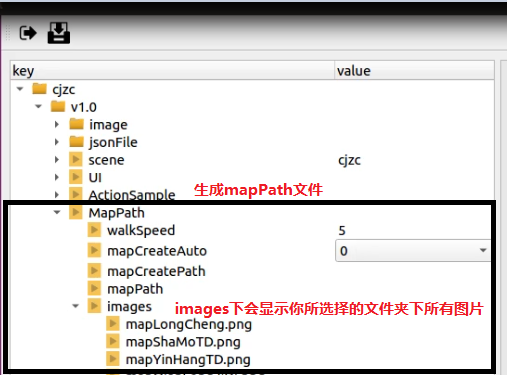 key value
cjzc
v1.0
image
jsonFile
scene cjzc
UI
ActionSample
生成mapPath文件
MapPath
walkSpeed 5
mapCreateAuto 0
mapCreatePath
mapPath
images
images下会显示你所选择的文件夹下所有图片
mapLongCheng.png
mapShaMoTD.png
mapYinHangTD.png